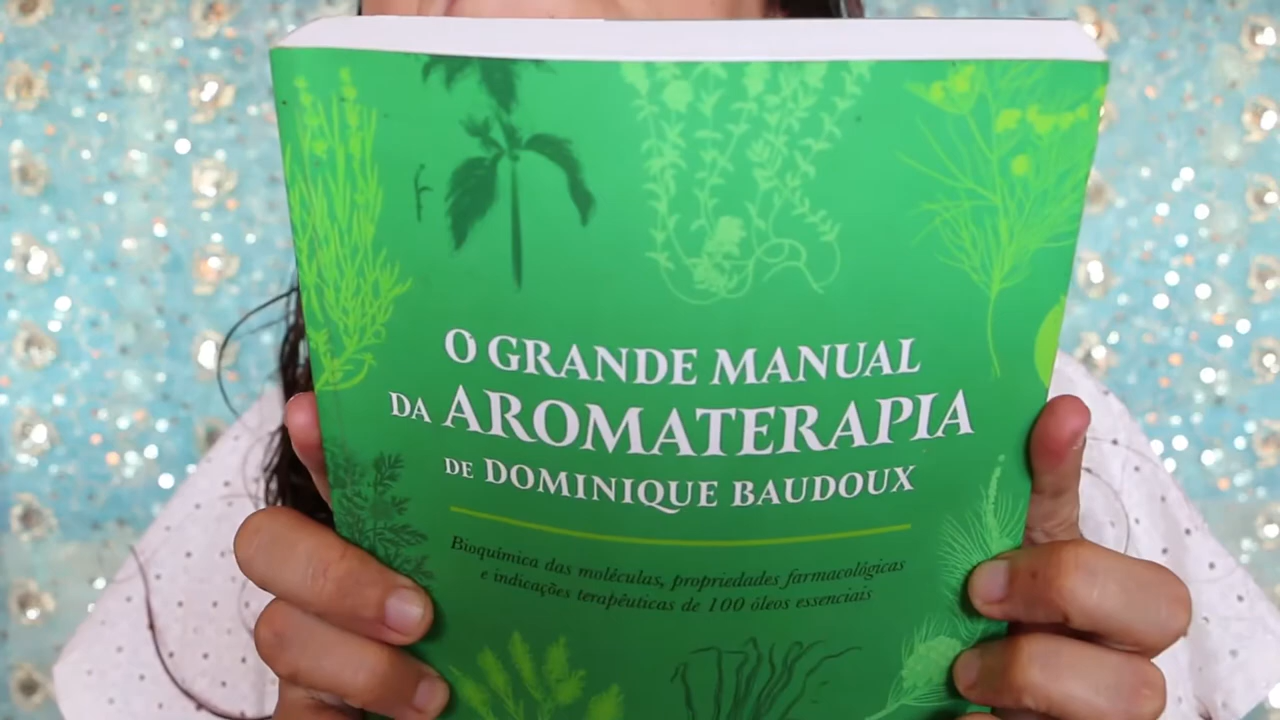 O GRANDE MANUAL
DA AROMATERAPIA
DE DOMINIQUE BAUDOUX
Bioquímica das moléculas, propriedades farmacológicas
e indicações terapêuticas de 100 óleos essenciais